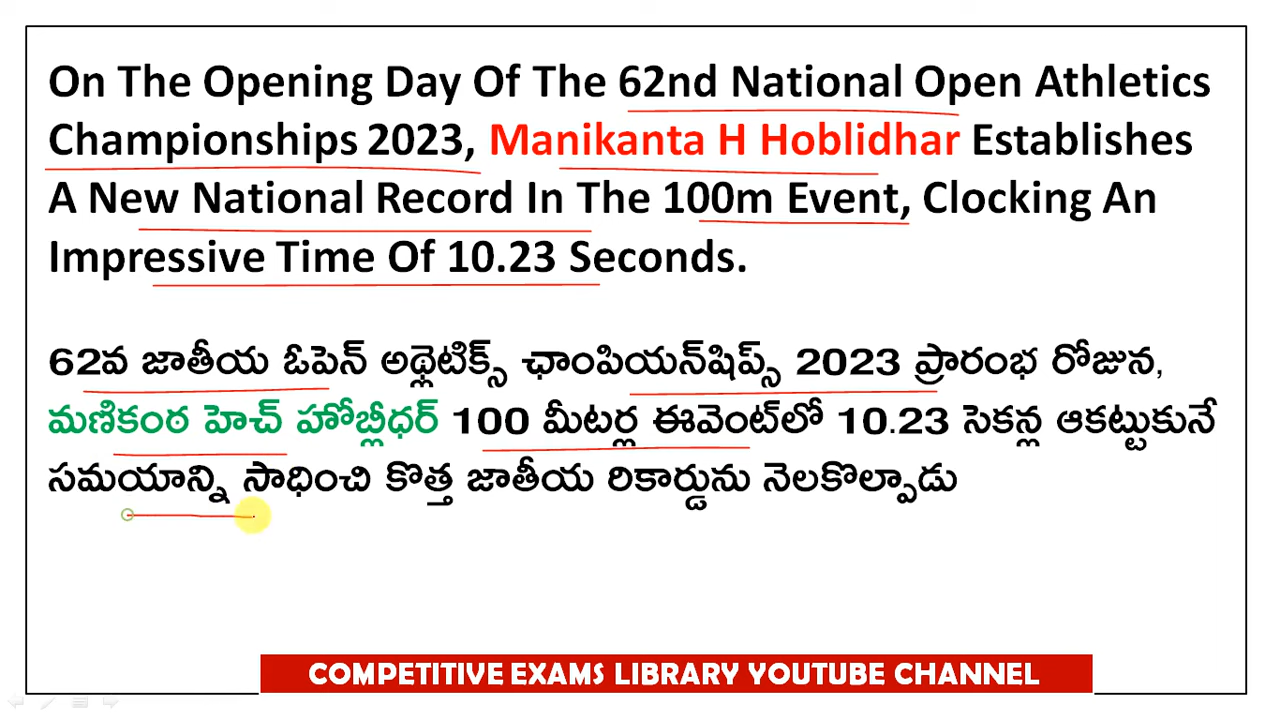 On The Opening Day Of The 62nd National Open Athletics
Championships 2023, Manikanta H Hoblidhar Establishes
A New National Record In The 100m Event, Clocking An
Impressive Time Of 10.23 Seconds.
62వ జాతీయ ఓపెన్ అథ్లెటిక్స్ ఛాంపియన్‌షిప్స్ 2023 ప్రారంభ రోజున,
మణికంఠ హెచ్ హోబ్లీధర్ 100 మీటర్ల ఈవెంట్‌లో 10.23 సెకన్ల ఆకట్టుకునే
సమయాన్ని సాధించి కొత్త జాతీయ రికార్డును నెలకొల్పాడు
COMPETITIVE EXAMS LIBRARY YOUTUBE CHANNEL